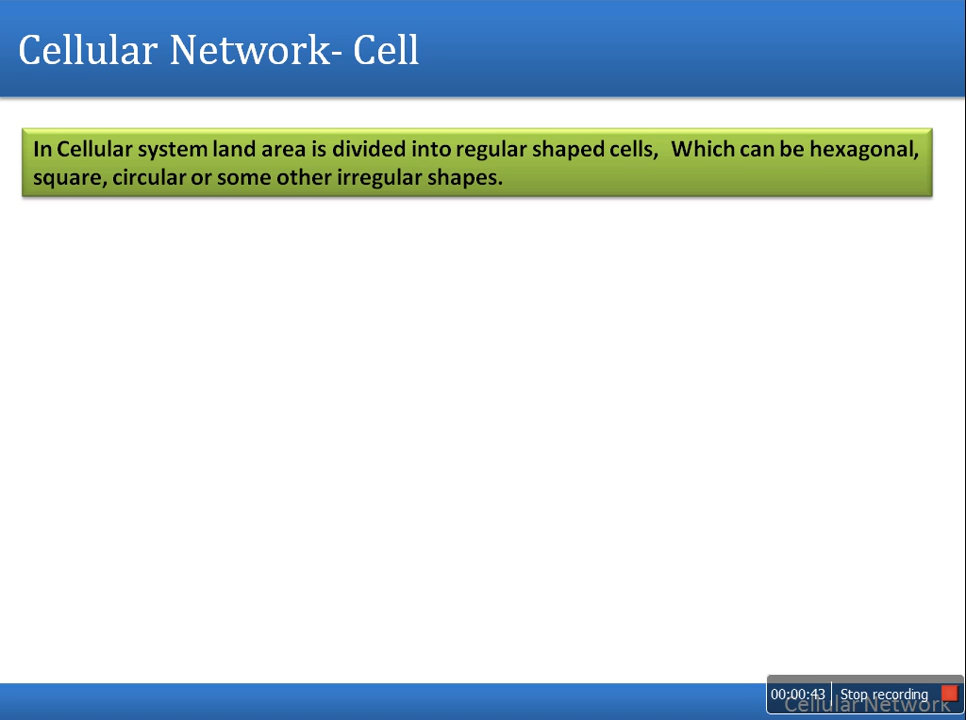 Cellular Network- Cell
In Cellular system land area is divided into regular shaped cells, Which can be hexagonal,
square, circular or some other irregular shapes.
00:00:43 Stop recording
Cellular Network